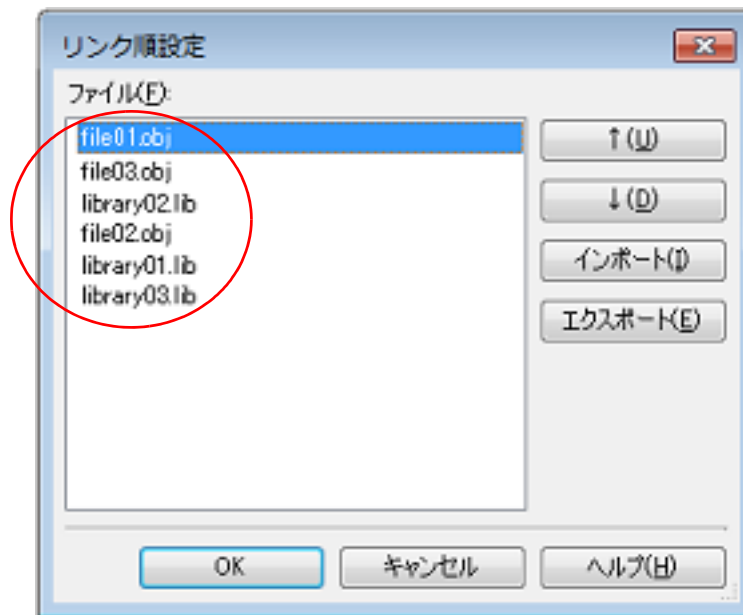 リンク順設定
ファイル(F):
file01.obj
file03.obj
library02.lib
file02.obj
library01.lib
library03.lib
↑(U)
↓(D)
インポート(I)
エクスポート(E)
OK
キャンセル
ヘルプ(H)